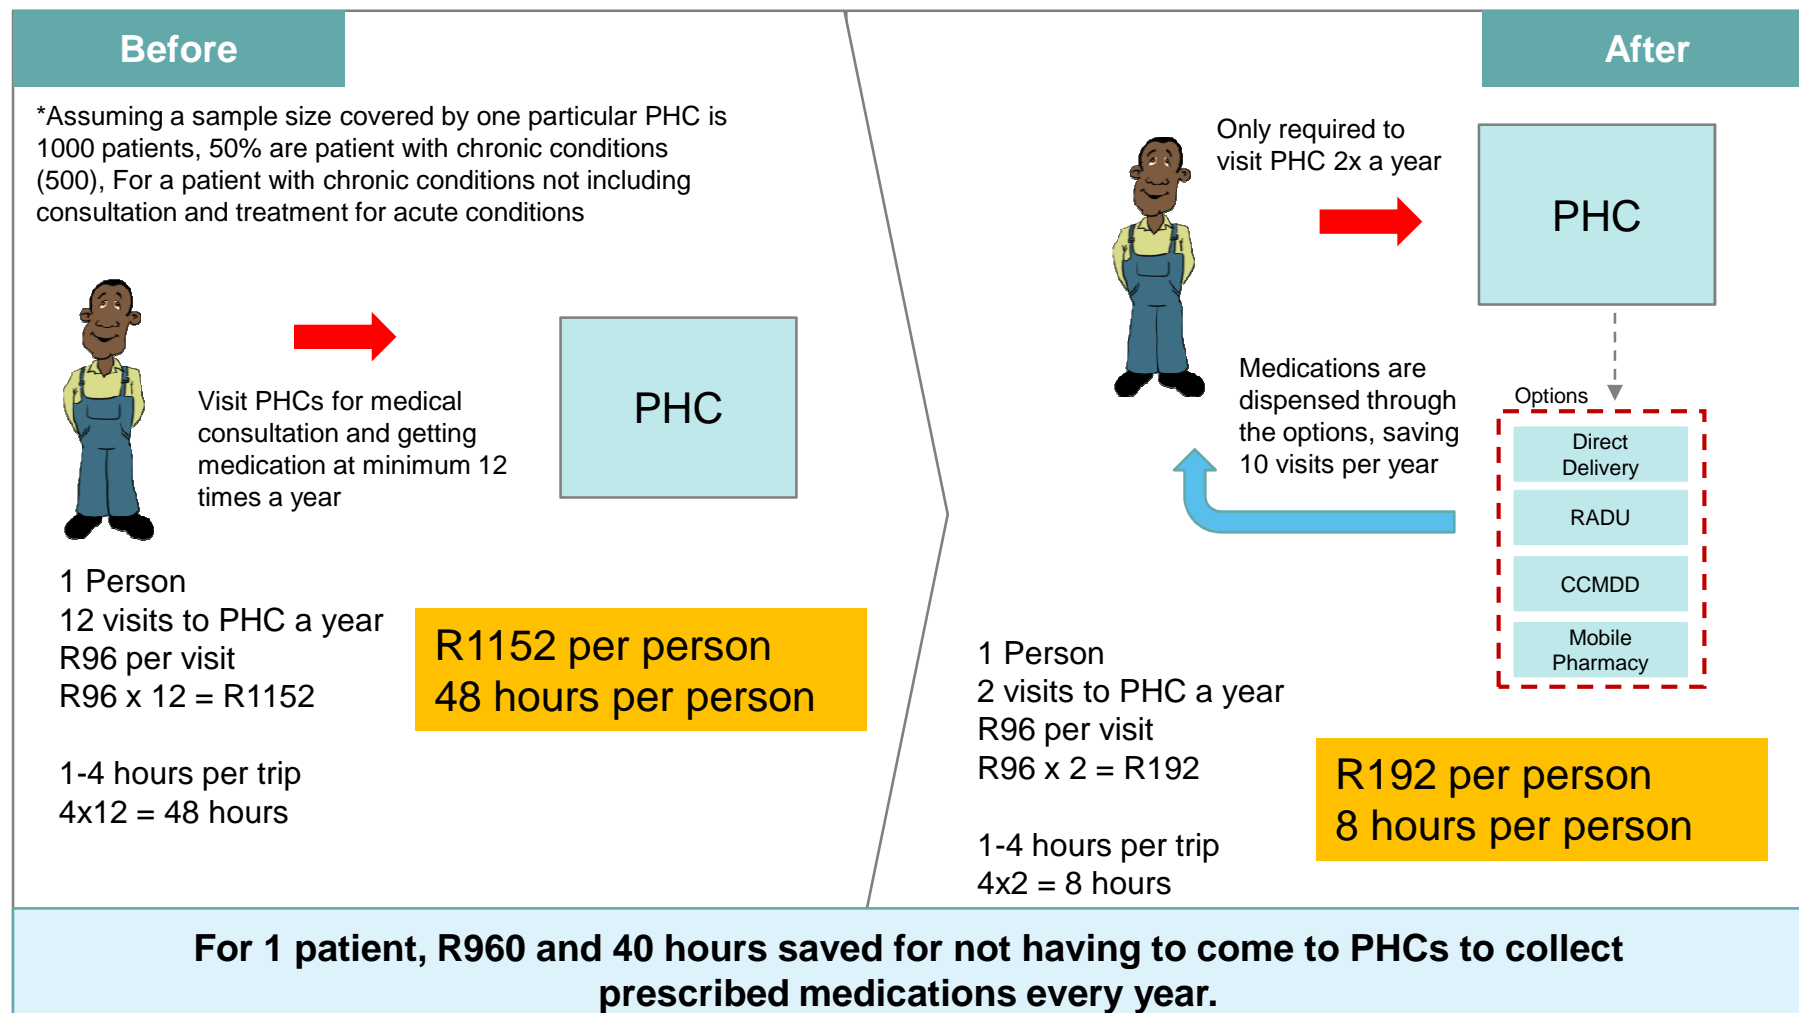 Before
*Assuming a sample size covered by one particular PHC is
1000 patients, 50% are patient with chronic conditions
(500), For a patient with chronic conditions not including
consultation and treatment for acute conditions
Visit PHCs for medical
consultation and getting
medication at minimum 12
times a year
PHC
1 Person
12 visits to PHC a year
R96 per visit
R96 x 12 = R1152
1-4 hours per trip
4x12 = 48 hours
R1152 per person
48 hours per person
After
Only required to
visit PHC 2x a year
PHC
Medications are
dispensed through
the options, saving
10 visits per year
Options
Direct
Delivery
RADU
CCMDD
Mobile
Pharmacy
1 Person
2 visits to PHC a year
R96 per visit
R96 x 2 = R192
1-4 hours per trip
4x2 = 8 hours
R192 per person
8 hours per person
For 1 patient, R960 and 40 hours saved for not having to come to PHCs to collect
prescribed medications every year.